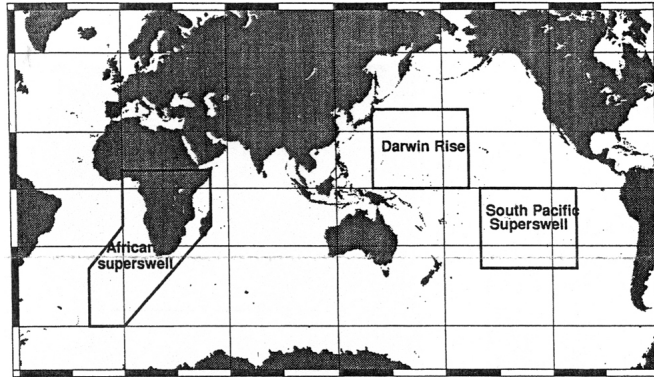 Darwin Rise
South Pacific
Superswell
African
superswell